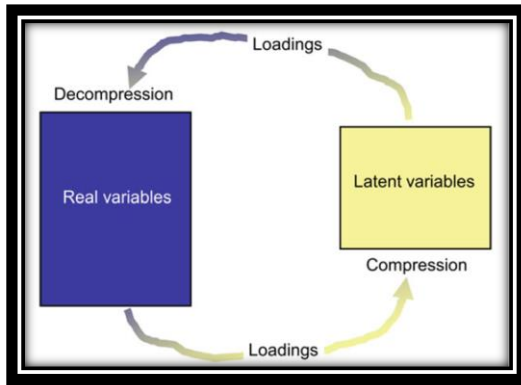 Loadings
Decompression
Real variables
Latent variables
Compression
Loadings